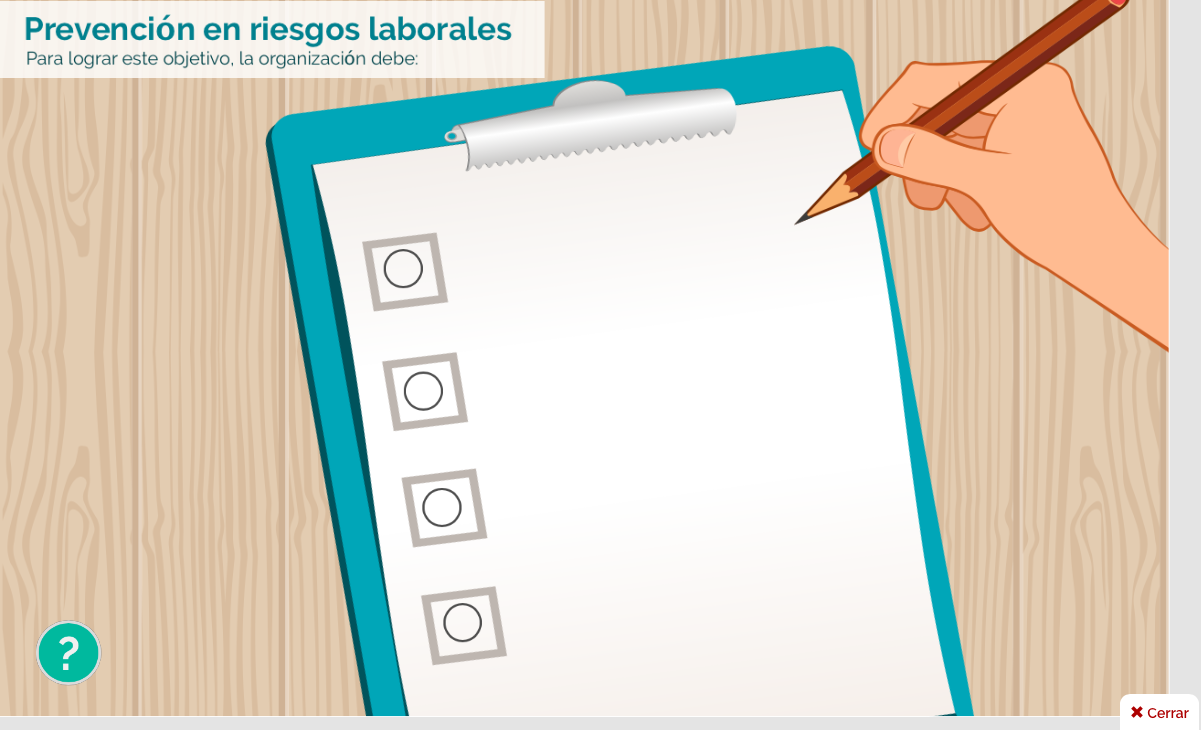 Prevención en riesgos laborales
Para lograr este objetivo, la organización debe:
?
Cerrar